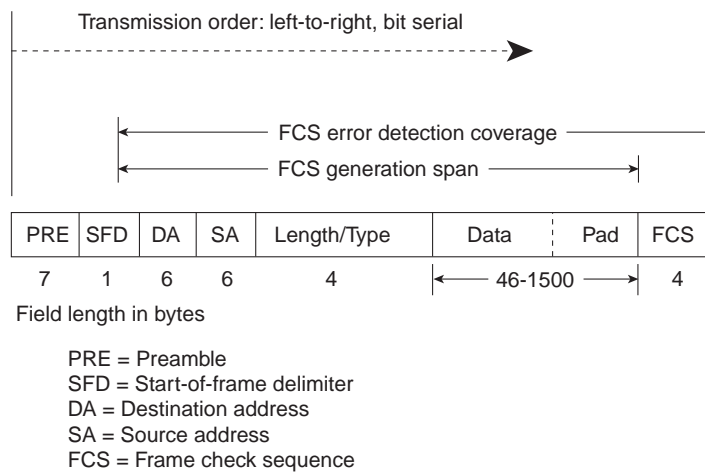 Transmission order: left-to-right, bit serial
FCS error detection coverage
FCS generation span
PRE SFD DA SA Length/Type Data Pad FCS
7 1 6 6 4 46-1500 4
Field length in bytes
PRE = Preamble
SFD = Start-of-frame delimiter
DA = Destination address
SA = Source address
FCS = Frame check sequence